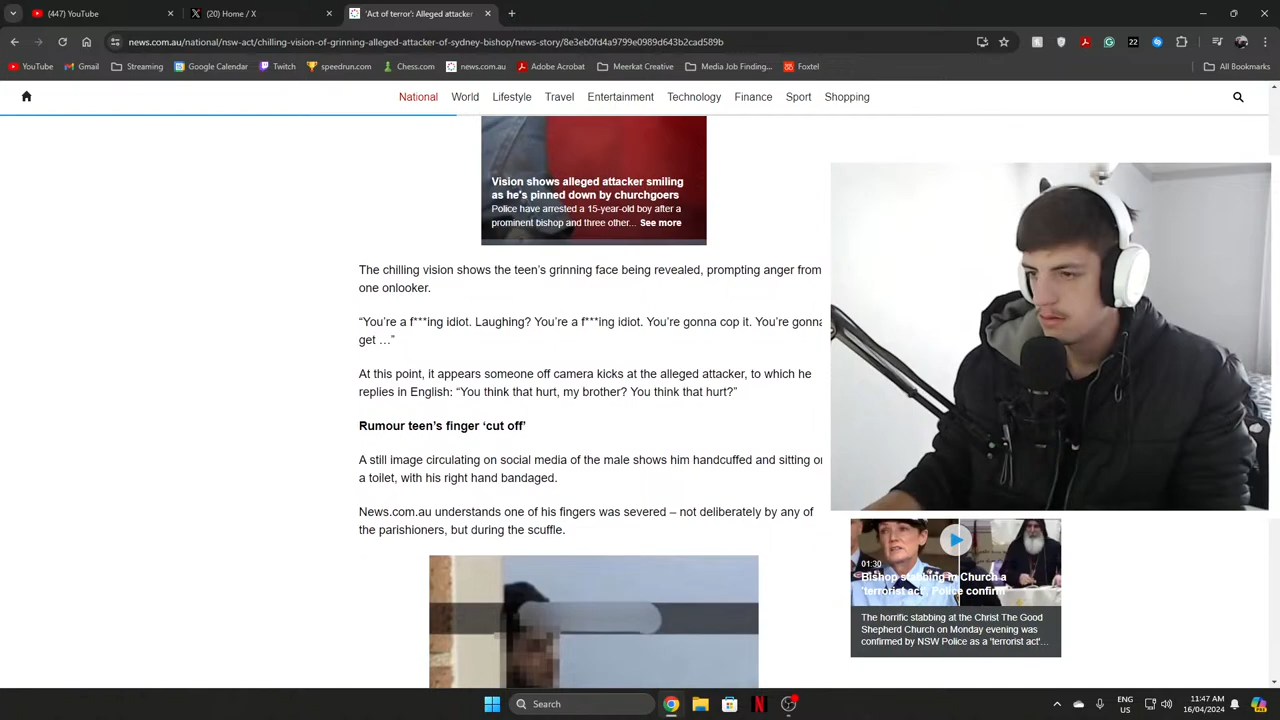 (447) YouTube
(20) Home / X
'Act of terror': Alleged attacker
news.com.au/national/nsw-act/chilling-vision-of-grinning-alleged-attacker-of-sydney-bishop/news-story/8e3eb0fd4a9799e0989d643b2cad589b
22
YouTube
Gmail
Streaming
Google Calendar
Twitch
speedrun.com
Chess.com
news.com.au
Adobe Acrobat
Meerkat Creative
Media Job Finding...
Foxtel
All Bookmarks
National World Lifestyle Travel Entertainment Technology Finance Sport Shopping
Vision shows alleged attacker smiling
as he's pinned down by churchgoers
Police have arrested a 15-year-old boy after a
prominent bishop and three other... See more
The chilling vision shows the teen's grinning face being revealed, prompting anger from
one onlooker.
“You're a f***ing idiot. Laughing? You're a f***ing idiot. You're gonna cop it. You're gonna
get …”
At this point, it appears someone off camera kicks at the alleged attacker, to which he
replies in English: “You think that hurt, my brother? You think that hurt?”
Rumour teen's finger ‘cut off’
A still image circulating on social media of the male shows him handcuffed and sitting on
a toilet, with his right hand bandaged.
News.com.au understands one of his fingers was severed – not deliberately by any of
the parishioners, but during the scuffle.
01:30
Bishop stabbing in Church a
'terrorist act', Police confirm
The horrific stabbing at the Christ The Good
Shepherd Church on Monday evening was
confirmed by NSW Police as a 'terrorist act'...
Search
ENG
US
11:47 AM
16/04/2024